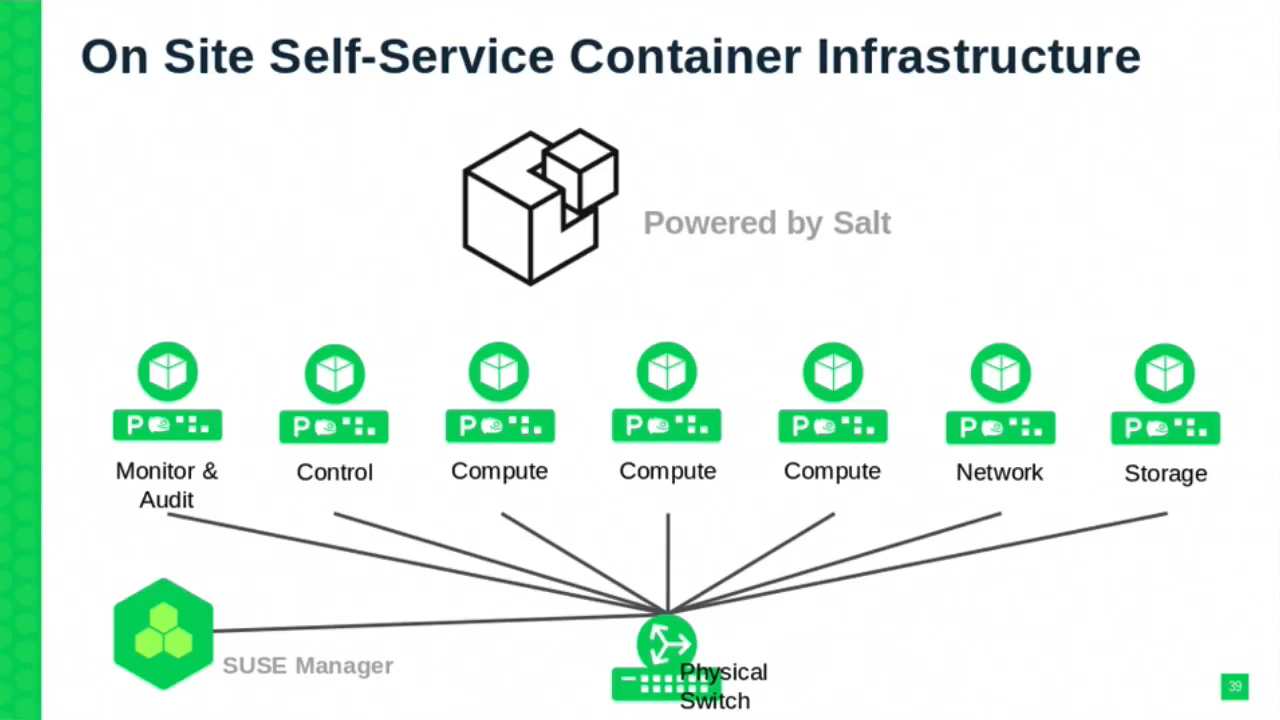 On Site Self-Service Container Infrastructure
Powered by Salt
P
P
P
P
P
P
P
Monitor &
Audit
Control
Compute
Compute
Compute
Network
Storage
SUSE Manager
Physical
Switch
39